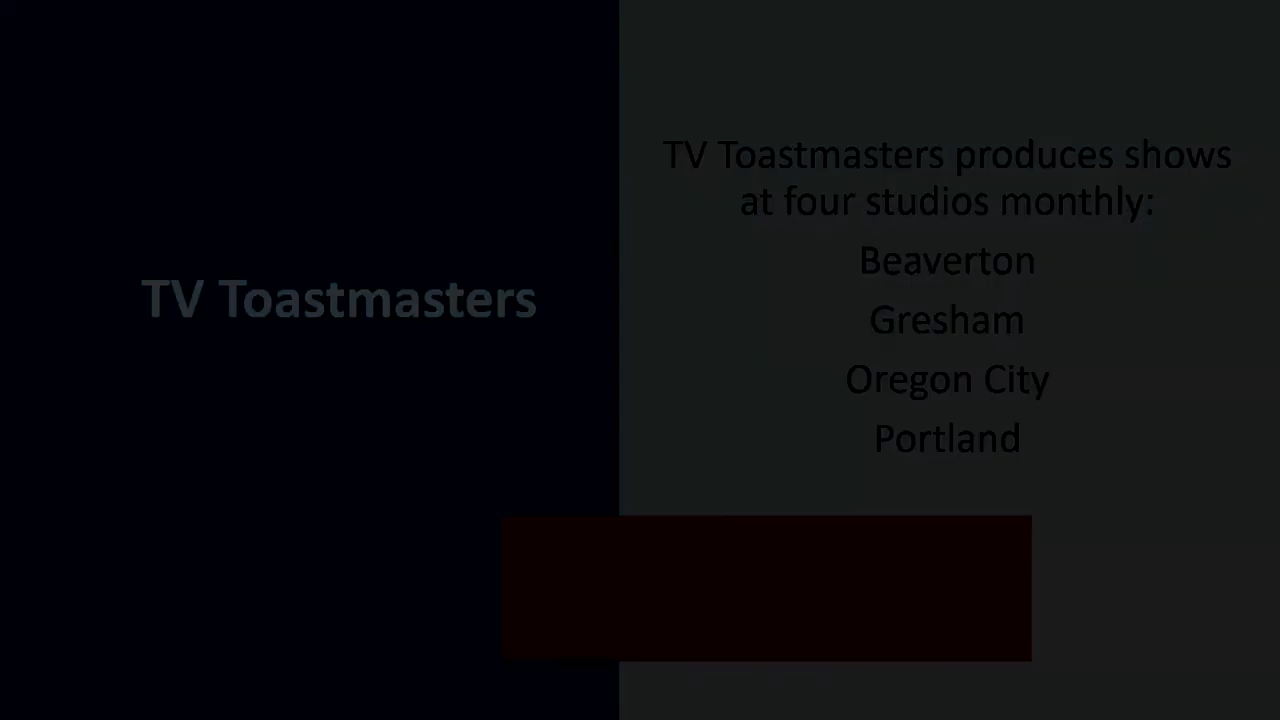 TV Toastmasters
TV Toastmasters produces shows
at four studios monthly:
Beaverton
Gresham
Oregon City
Portland